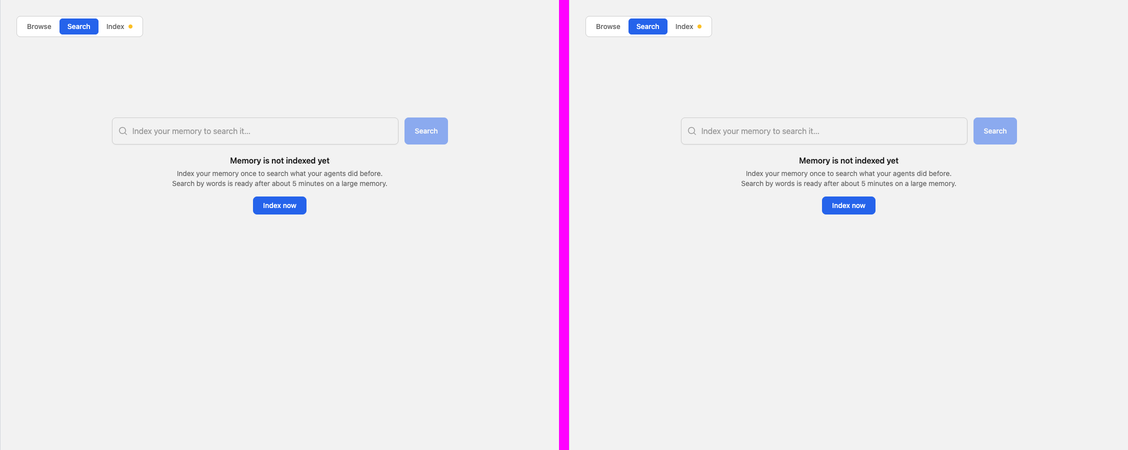 Browse Search Index
Index your memory to search it...
Search
Memory is not indexed yet
Index your memory once to search what your agents did before.
Search by words is ready after about 5 minutes on a large memory.
Index now
Browse Search Index
Index your memory to search it...
Search
Memory is not indexed yet
Index your memory once to search what your agents did before.
Search by words is ready after about 5 minutes on a large memory.
Index now